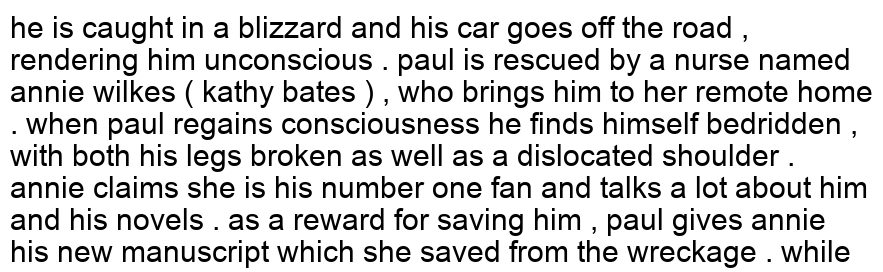 he is caught in a blizzard and his car goes off the road ,
rendering him unconscious . paul is rescued by a nurse named
annie wilkes ( kathy bates ) , who brings him to her remote home
. when paul regains consciousness he finds himself bedridden ,
with both his legs broken as well as a dislocated shoulder .
annie claims she is his number one fan and talks a lot about him
and his novels . as a reward for saving him , paul gives annie
his new manuscript which she saved from the wreckage . while